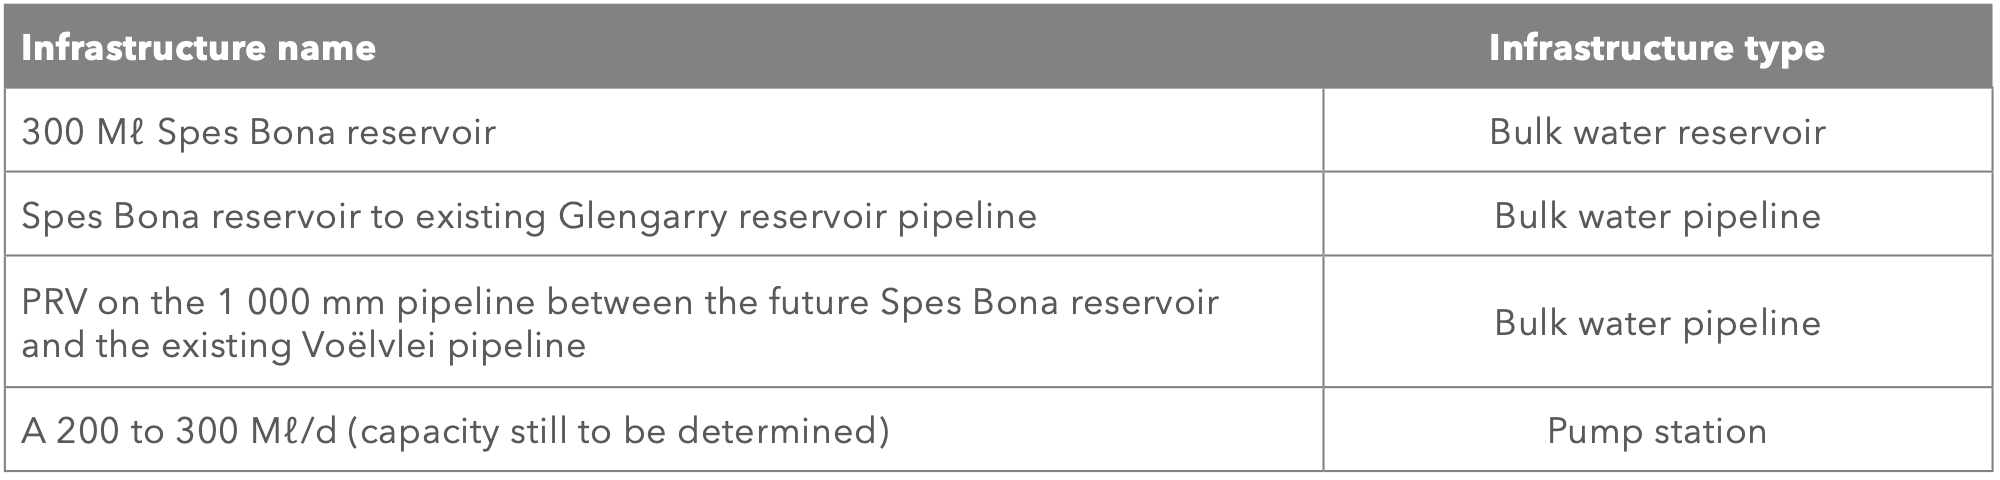 Infrastructure name Infrastructure type
300 Mℓ Spes Bona reservoir Bulk water reservoir
Spes Bona reservoir to existing Glengarry reservoir pipeline Bulk water pipeline
PRV on the 1 000 mm pipeline between the future Spes Bona reservoir
and the existing Voëlvlei pipeline
Bulk water pipeline
A 200 to 300 Mℓ/d (capacity still to be determined) Pump station